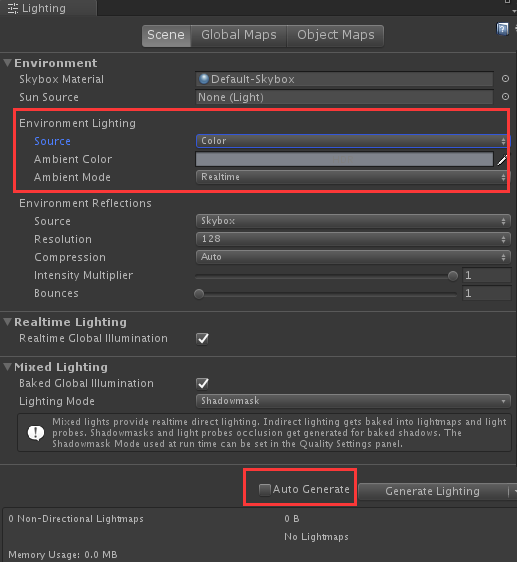 Lighting
Scene Global Maps Object Maps
Environment
Skybox Material Default-Skybox
Sun Source None (Light)
Environment Lighting
Source Color
Ambient Color
Ambient Mode Realtime
Environment Reflections
Source Skybox
Resolution 128
Compression Auto
Intensity Multiplier 1
Bounces 1
Realtime Lighting
Realtime Global Illumination
Mixed Lighting
Baked Global Illumination
Lighting Mode Shadowmask
Mixed lights provide realtime direct lighting. Indirect lighting gets baked into lightmaps and light
probes. Shadowmasks and light probes occlusion get generated for baked shadows. The
Shadowmask Mode used at run time can be set in the Quality Settings panel.
Auto Generate Generate Lighting
0 Non-Directional Lightmaps 0 B
No Lightmaps
Memory Usage: 0.0 MB